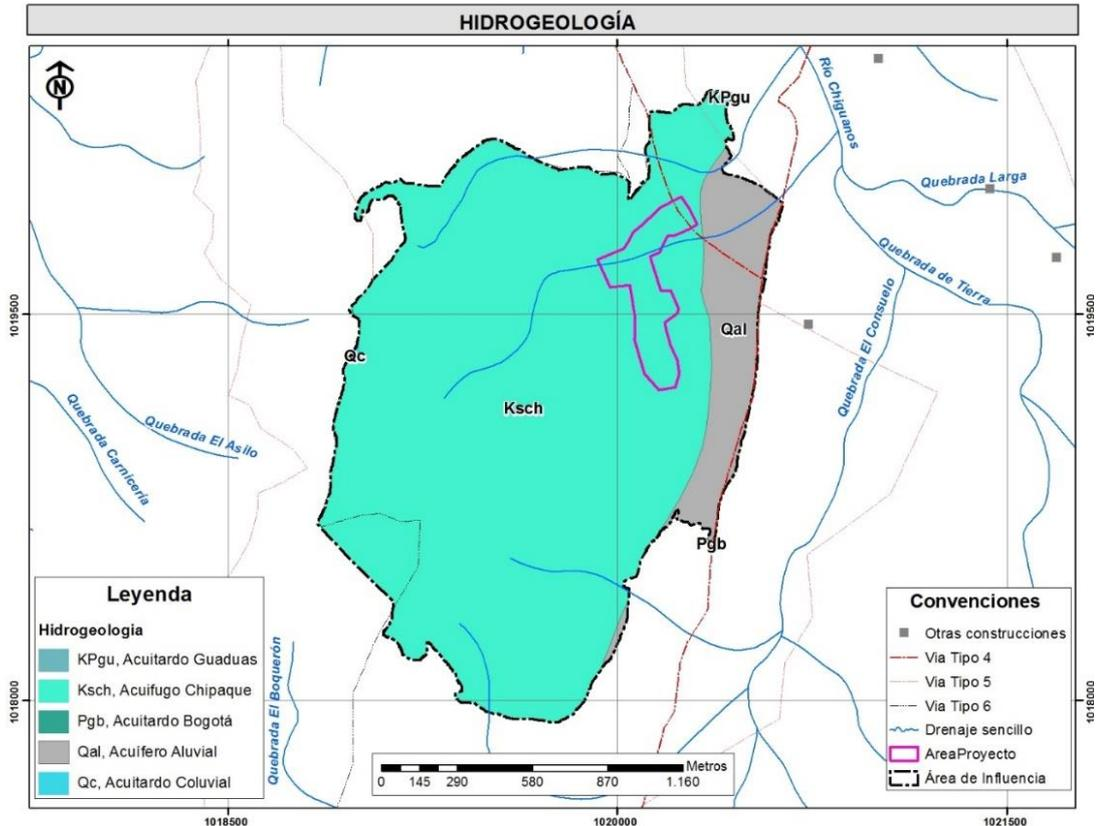 HIDROGEOLOGÍA
N
KPgu
Río Chiguanos
Quebrada Larga
Quebrada de Tierra
1019500
1019500
Quebrada El Consuelo
Qal
Qc
Ksch
Quebrada El Asilo
Quebrada Carnicería
Pgb
Quebrada El Boquerón
1018000
1018000
Leyenda
Hidrogeologia
KPgu, Acuitardo Guaduas
Ksch, Acuifugo Chipaque
Pgb, Acuitardo Bogotá
Qal, Acuífero Aluvial
Qc, Acuitardo Coluvial
Metros
0 145 290 580 870 1.160
Convenciones
Otras construcciones
Via Tipo 4
Via Tipo 5
Via Tipo 6
Drenaje sencillo
AreaProyecto
Área de Influencia
1018500 1020000 1021500